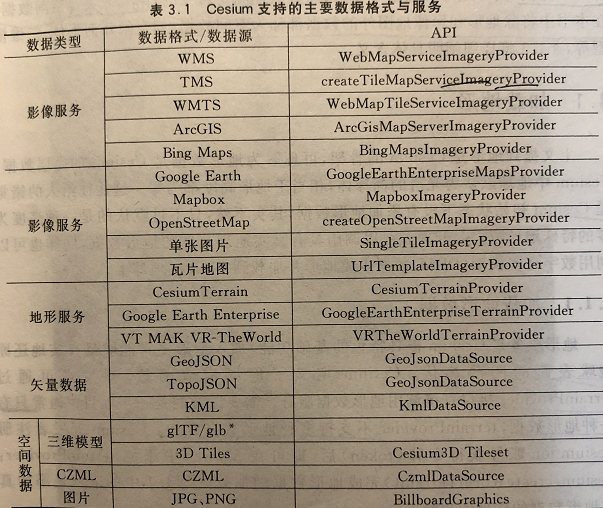 表 3.1 Cesium 支持的主要数据格式与服务
数据类型 数据格式/数据源 API
影像服务 WMS WebMapServiceImageryProvider
TMS createTileMapServiceImageryProvider
WMTS WebMapTileServiceImageryProvider
ArcGIS ArcGisMapServerImageryProvider
Bing Maps BingMapsImageryProvider
影像服务 Google Earth GoogleEarthEnterpriseMapsProvider
Mapbox MapboxImageryProvider
OpenStreetMap createOpenStreetMapImageryProvider
单张图片 SingleTileImageryProvider
瓦片地图 UrlTemplateImageryProvider
地形服务 CesiumTerrain CesiumTerrainProvider
Google Earth Enterprise GoogleEarthEnterpriseTerrainProvider
VT MAK VR-TheWorld VRTheWorldTerrainProvider
矢量数据 GeoJSON GeoJsonDataSource
TopoJSON GeoJsonDataSource
KML KmlDataSource
空间数据 三维模型 glTF/glb*
3D Tiles Cesium3D Tileset
CZML CZML CzmlDataSource
图片 JPG、PNG BillboardGraphics